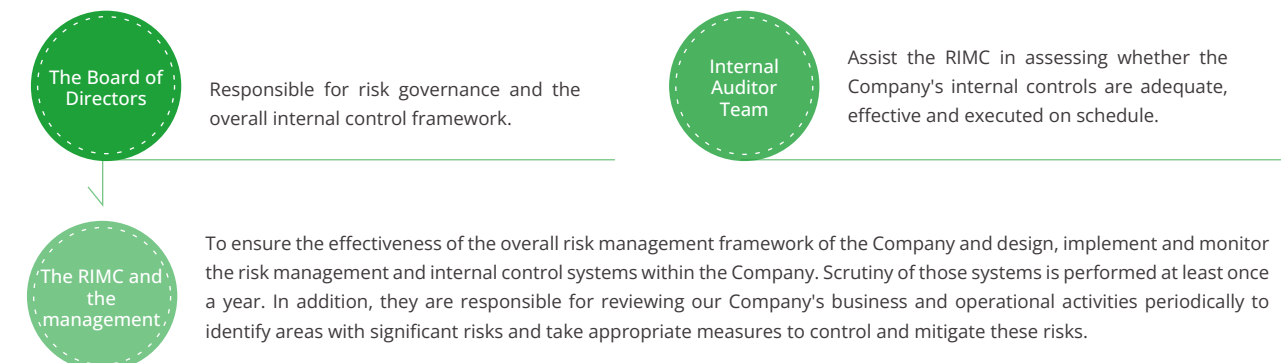 The Board of
Directors
Responsible for risk governance and the
overall internal control framework.
Internal
Auditor
Team
Assist the RIMC in assessing whether the
Company's internal controls are adequate,
effective and executed on schedule.
The RIMC and
the
management
To ensure the effectiveness of the overall risk management framework of the Company and design, implement and monitor
the risk management and internal control systems within the Company. Scrutiny of those systems is performed at least once
a year. In addition, they are responsible for reviewing our Company's business and operational activities periodically to
identify areas with significant risks and take appropriate measures to control and mitigate these risks.